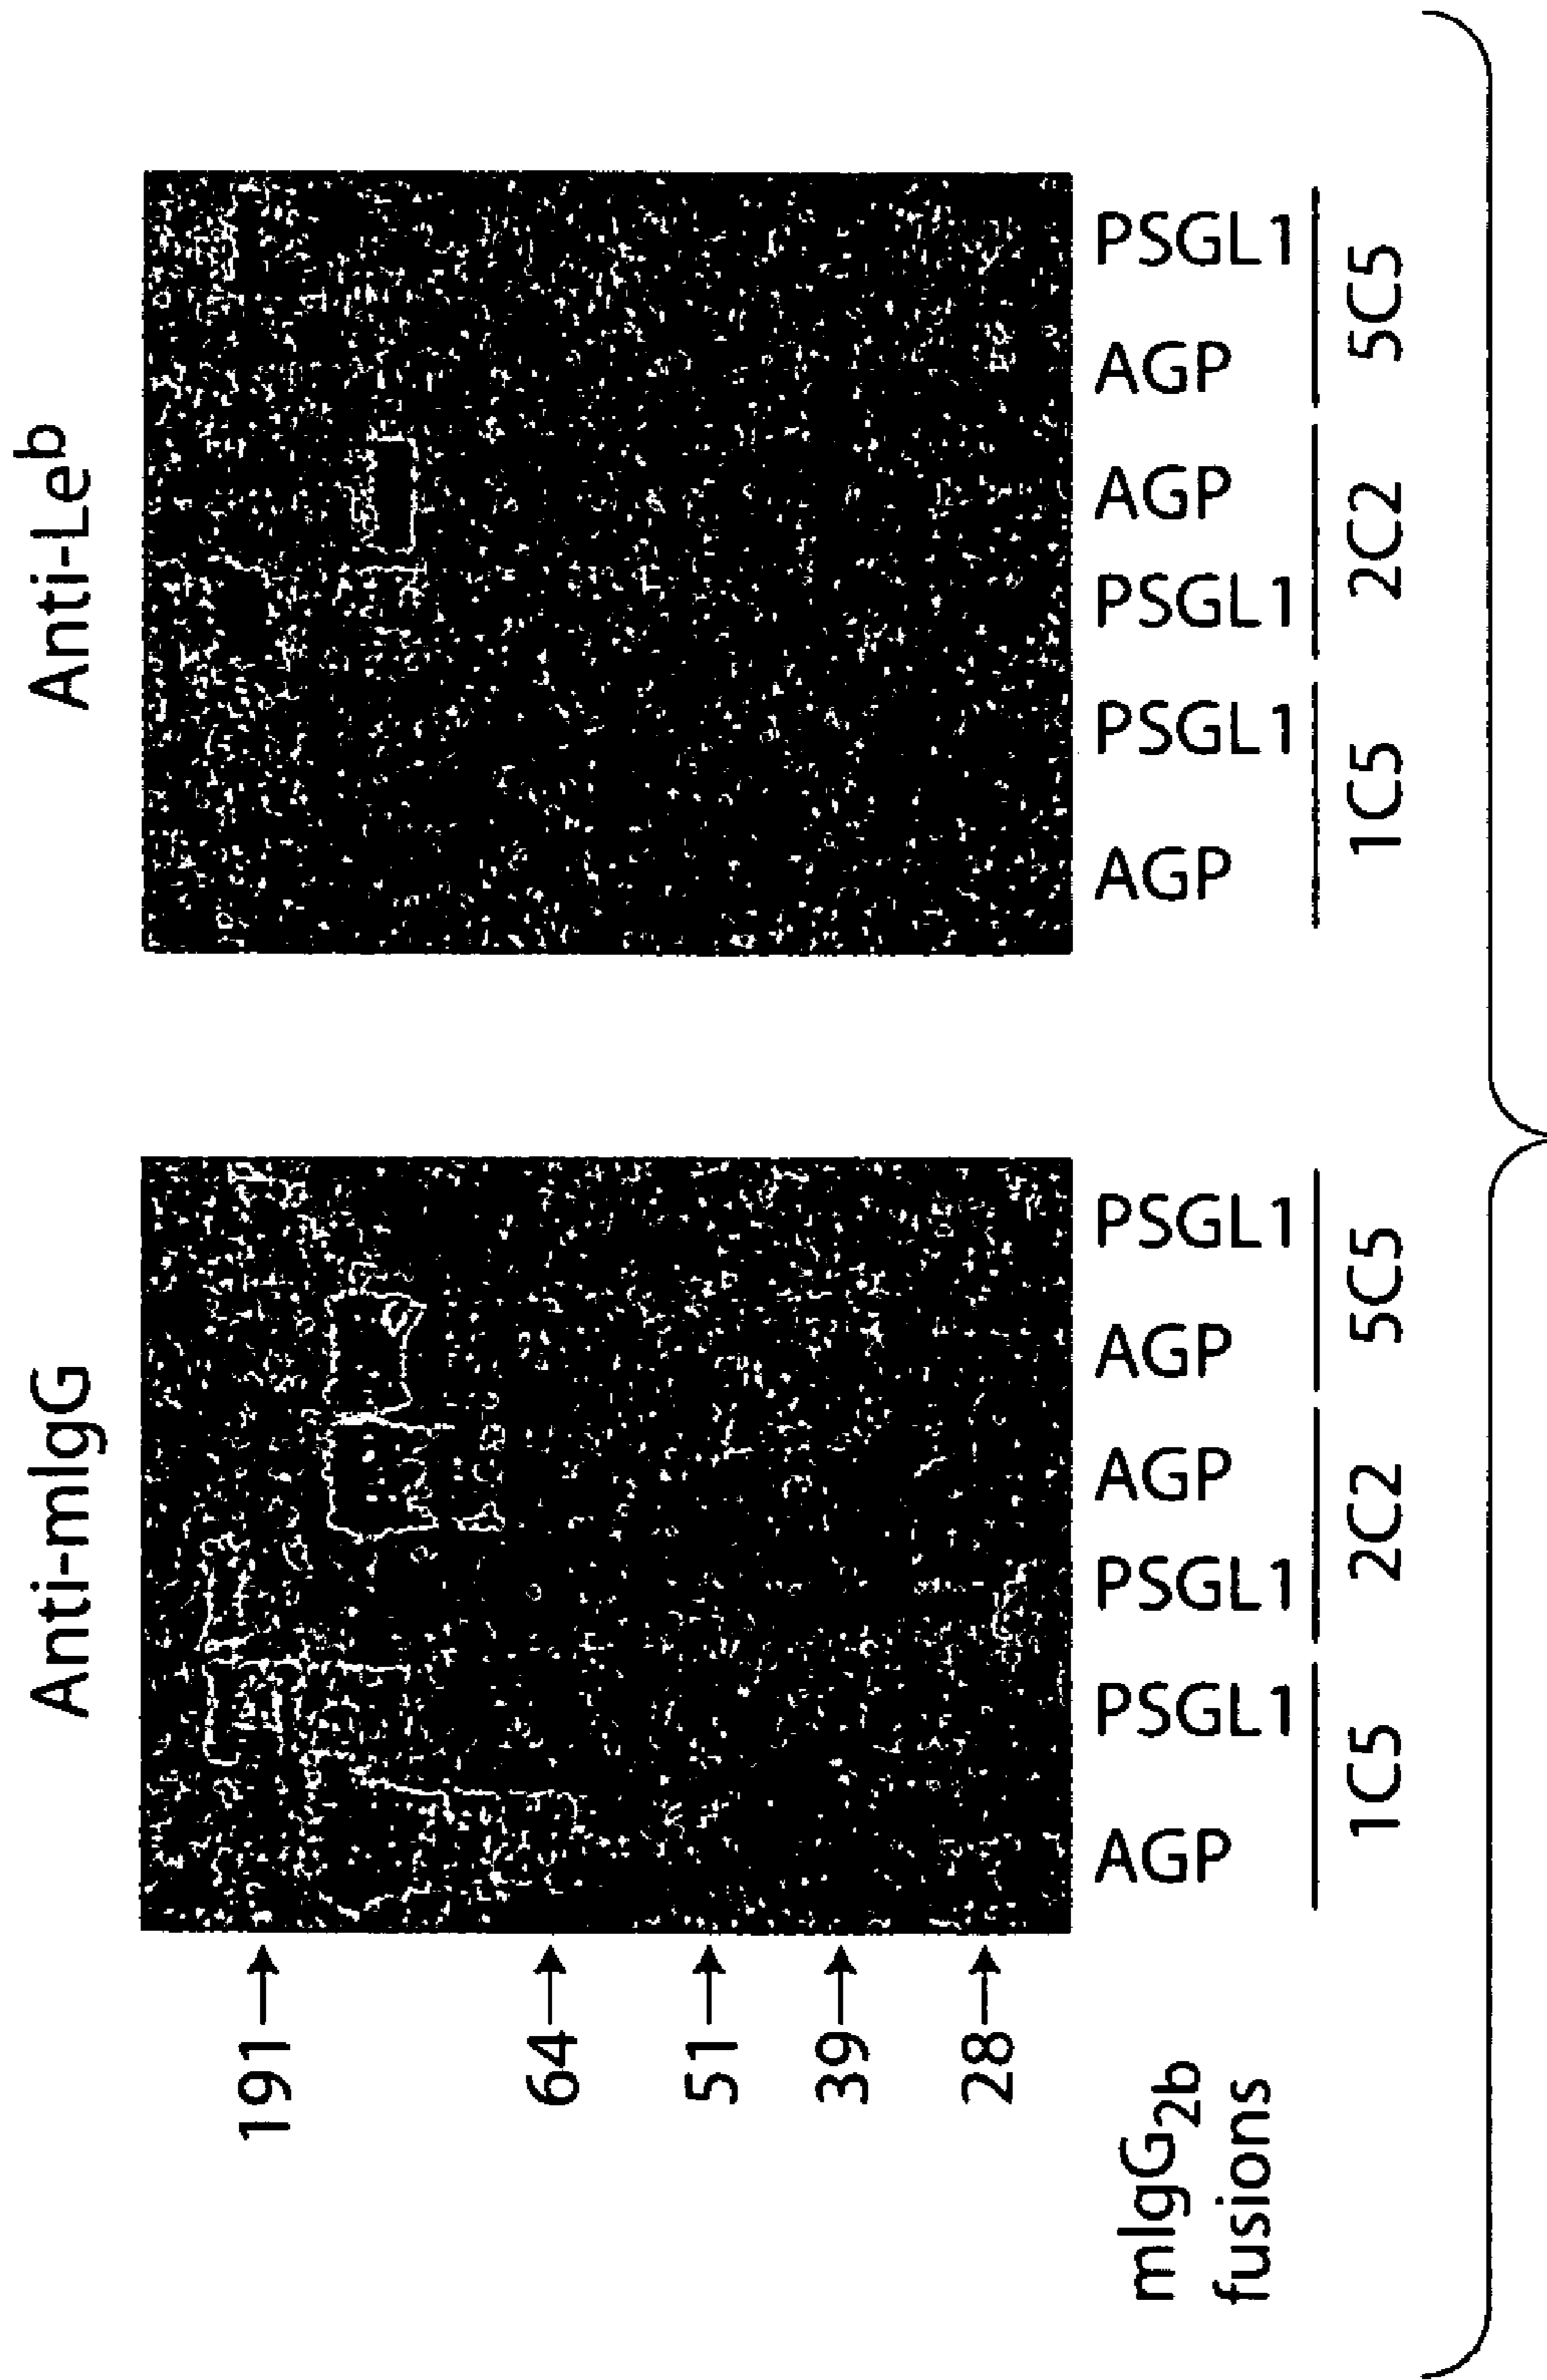 Anti-mIgG
Anti-Le^b
191
64
51
39
28
mIgG2b
fusions
AGP PSGL1 PSGL1 AGP AGP PSGL1
1C5 2C2 5C5
AGP PSGL1 PSGL1 AGP AGP PSGL1
1C5 2C2 5C5